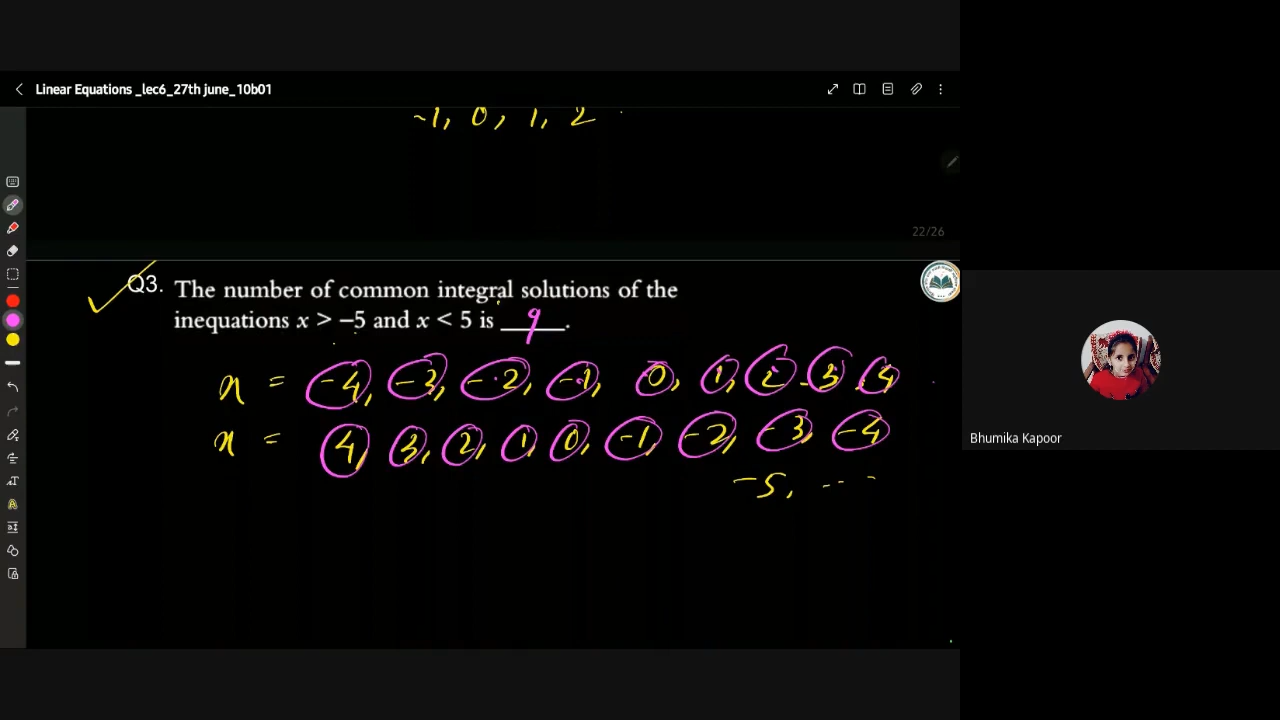 Linear Equations _lec6_27th june_10b01
-1, 0, 1, 2
22/26
Q3. The number of common integral solutions of the
inequations x > −5 and x < 5 is 9.
x = -4, -3, -2, -1, 0, 1, 2, 3, 4
x = 4, 3, 2, 1, 0, -1, -2, -3, -4
-5, ---
Bhumika Kapoor